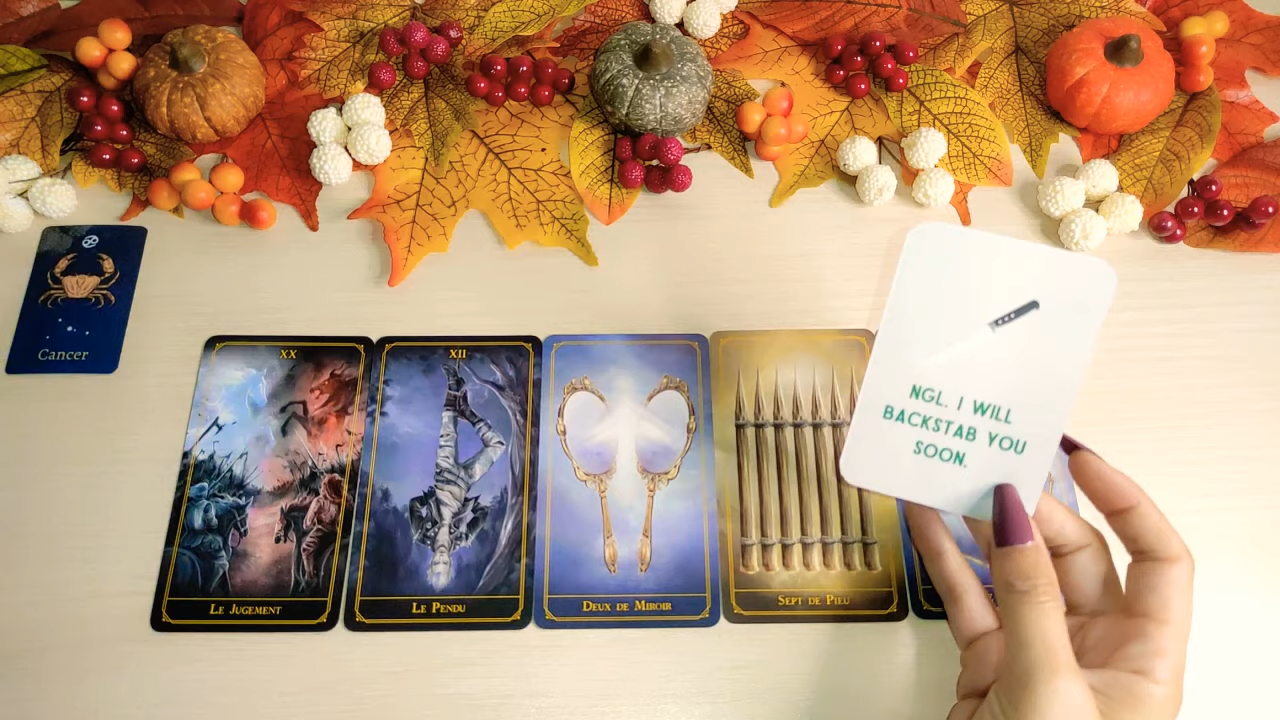 Cancer
XX
LE JUGEMENT
XII
LE PENDU
DEUX DE MIROIR
SEPT DE PIEU
NGL. I WILL
BACKSTAB YOU
SOON.